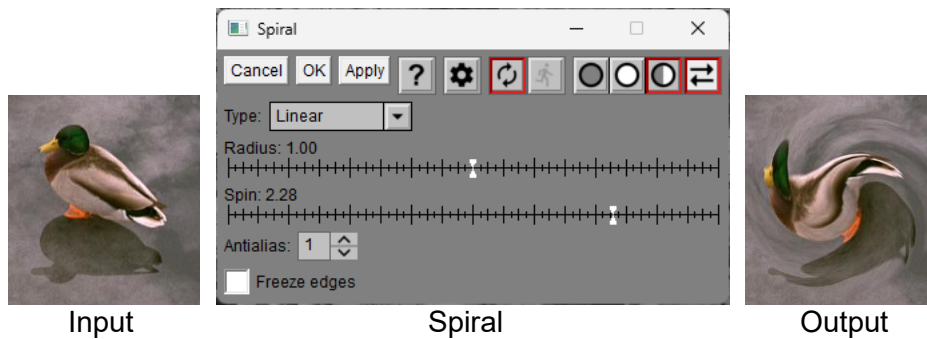 Spiral
Cancel OK Apply ?
Type: Linear
Radius: 1.00
Spin: 2.28
Antialias: 1
Freeze edges
Input Spiral Output